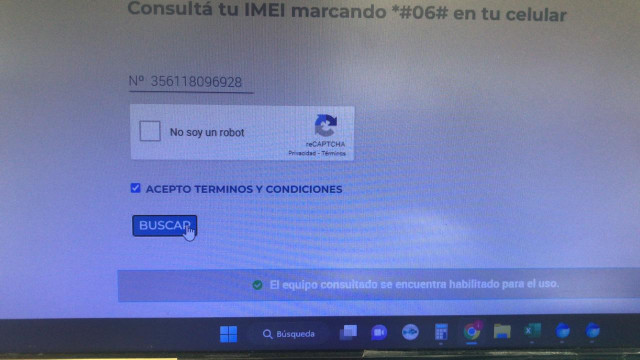 Consultá tu IMEI marcando *#06# en tu celular
Nº 356118096928
No soy un robot
reCAPTCHA
Privacidad - Términos
ACEPTO TERMINOS Y CONDICIONES
BUSCAR
El equipo consultado se encuentra habilitado para el uso.
Búsqueda